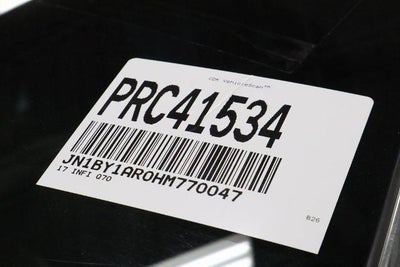 CDK VehicleScan™
PRC41534
JN1BY1AR0HM770047
17 INFI Q70
B26